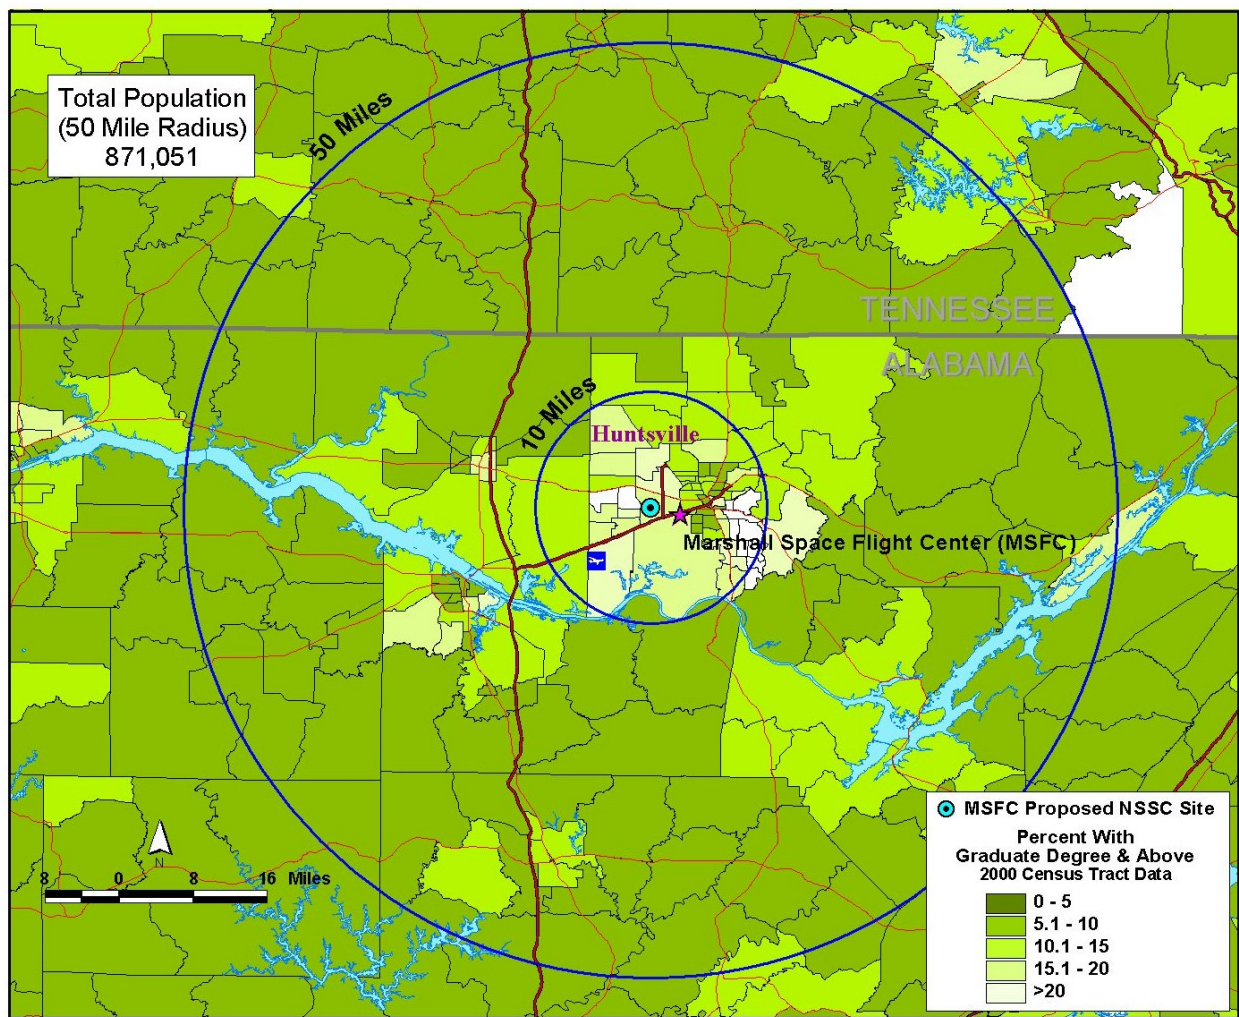 Total Population
(50 Mile Radius)
871,051
50 Miles
TENNESSEE
ALABAMA
10 Miles
Huntsville
Marshall Space Flight Center (MSFC)
N
8 0 8 16 Miles
MSFC Proposed NSSC Site
Percent With
Graduate Degree & Above
2000 Census Tract Data
0 - 5
5.1 - 10
10.1 - 15
15.1 - 20
>20